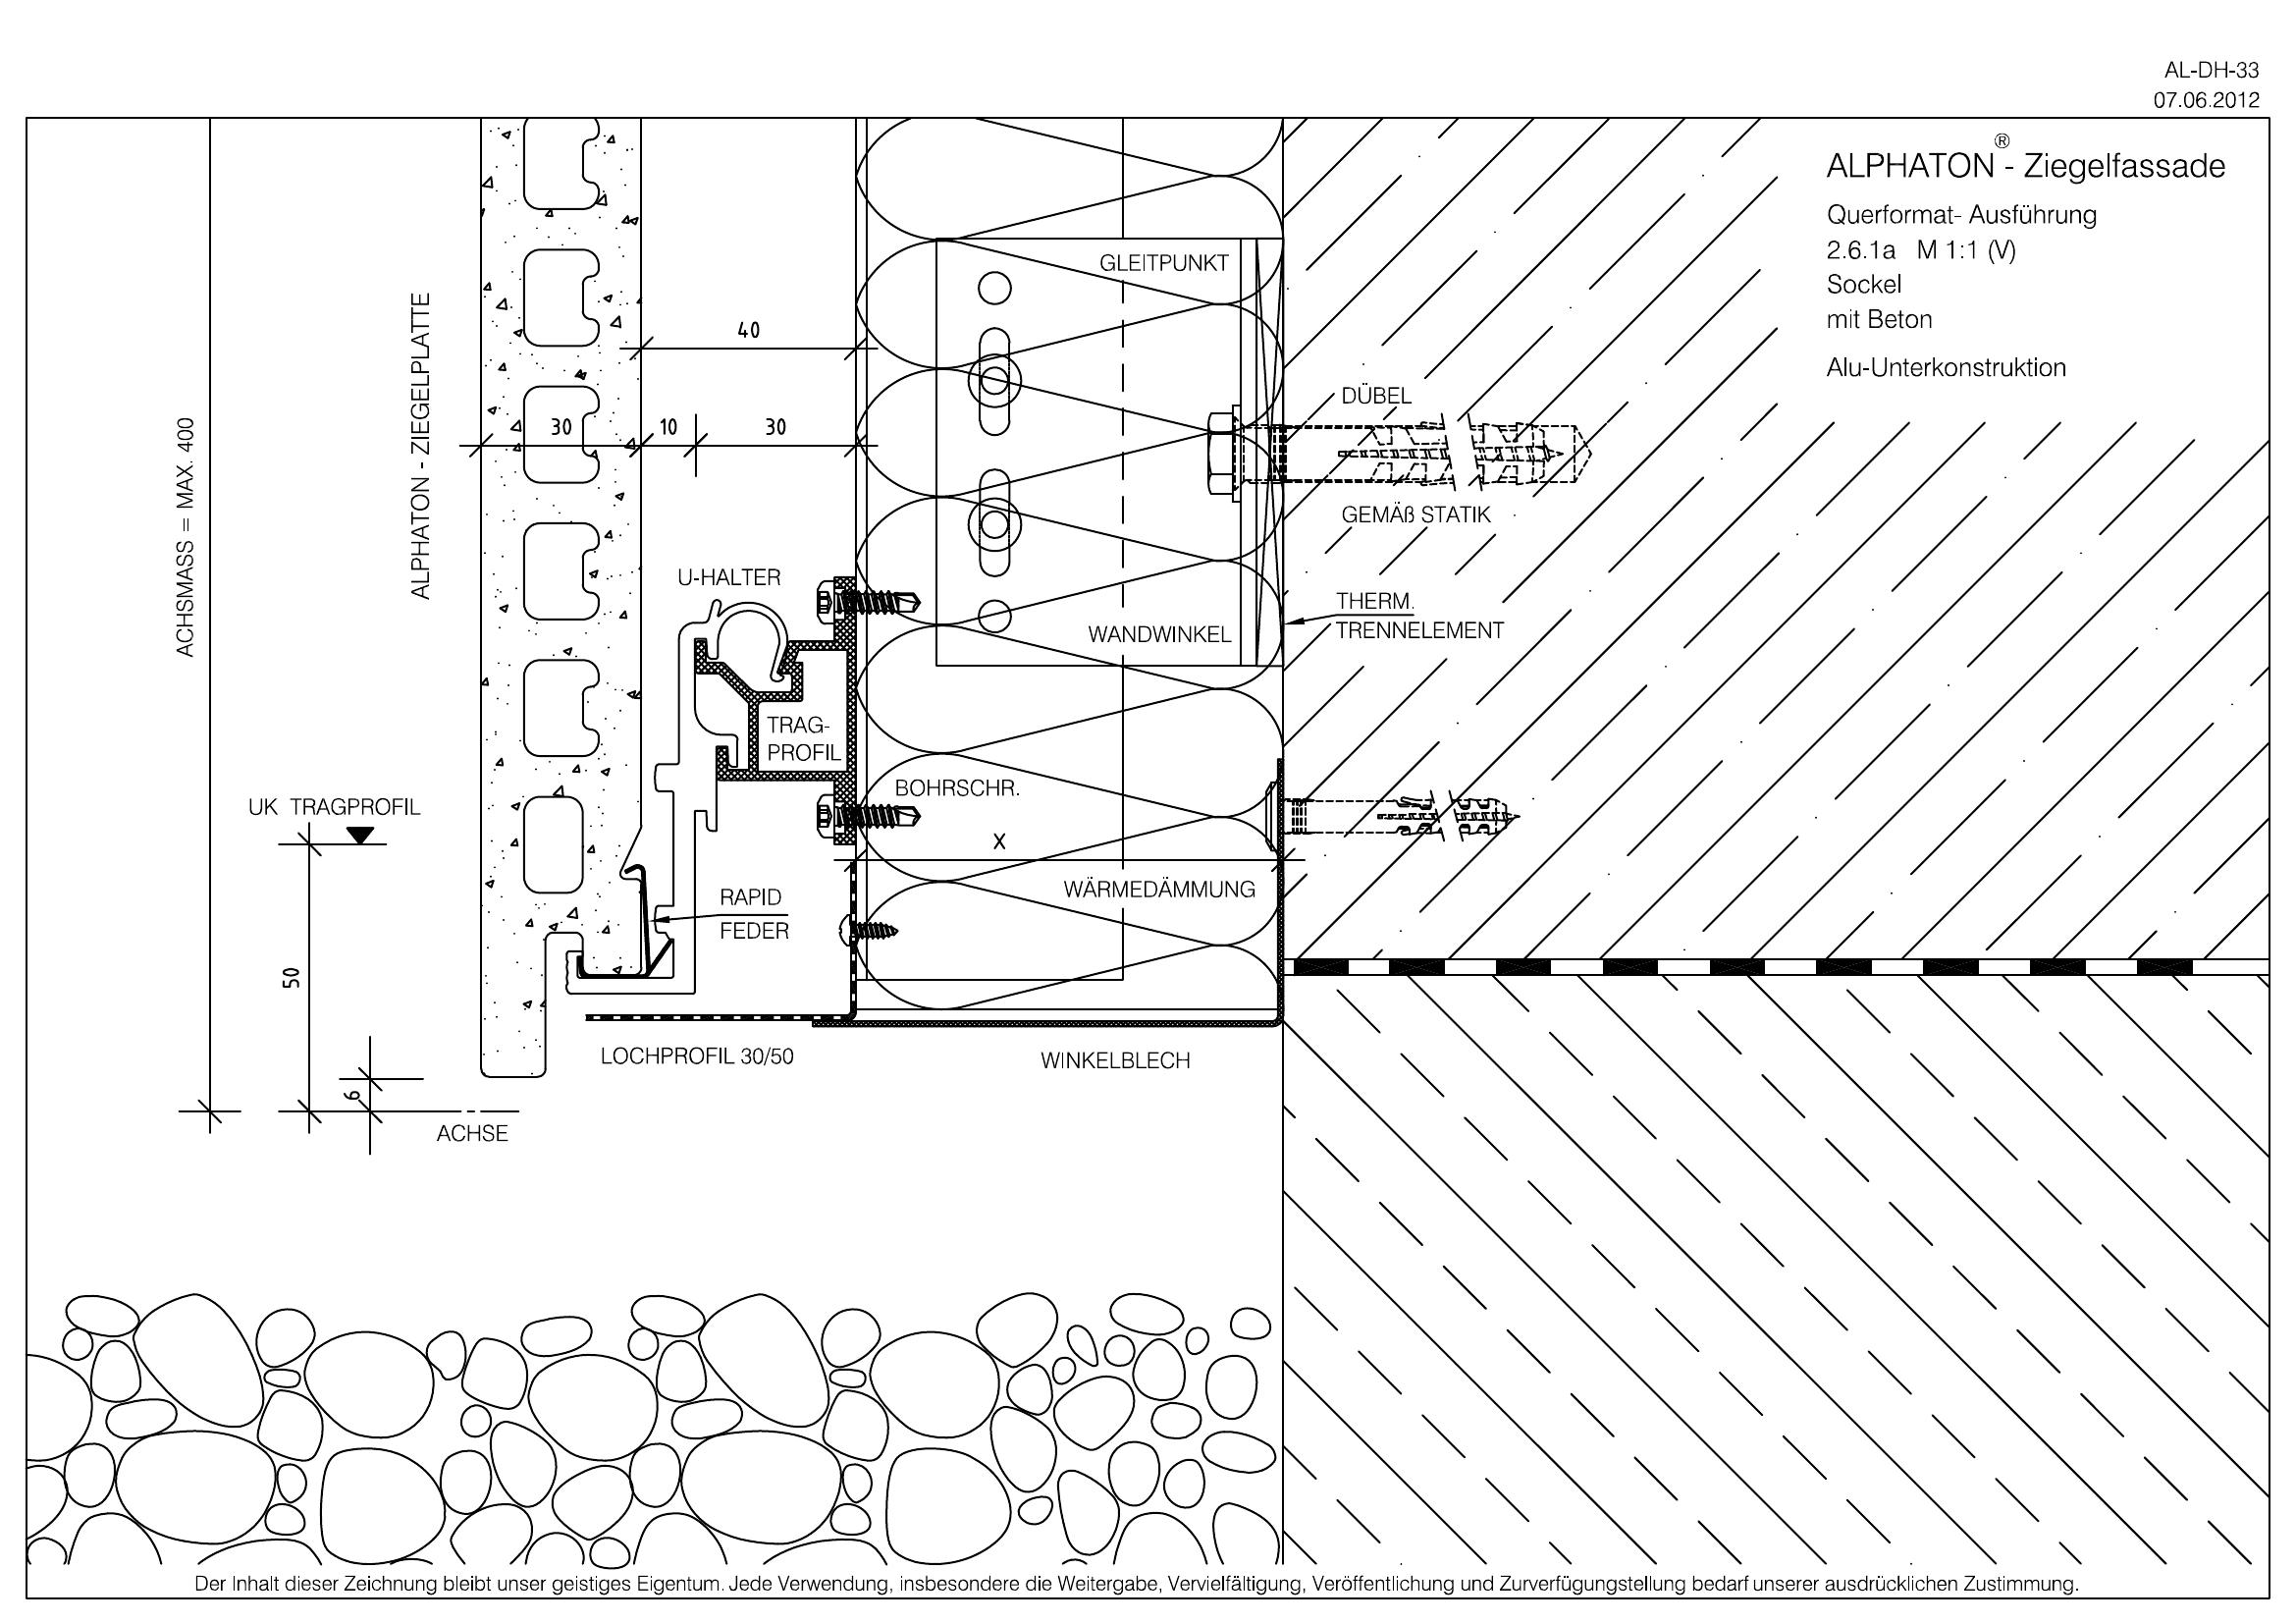 AL-DH-33
07.06.2012
ALPHATON® - Ziegelfassade
Querformat- Ausführung
2.6.1a M 1:1 (V)
Sockel
mit Beton
Alu-Unterkonstruktion
GLEITPUNKT
ALPHATON - ZIEGELPLATTE
ACHSMASS = MAX. 400
40
30
10
30
DÜBEL
GEMÄß STATIK
U-HALTER
THERM.
TRENNELEMENT
WANDWINKEL
TRAG-
PROFIL
BOHRSCHR.
UK TRAGPROFIL
X
WÄRMEDÄMMUNG
RAPID
FEDER
50
LOCHPROFIL 30/50
WINKELBLECH
6
ACHSE
Der Inhalt dieser Zeichnung bleibt unser geistiges Eigentum. Jede Verwendung, insbesondere die Weitergabe, Vervielfältigung, Veröffentlichung und Zurverfügungstellung bedarf unserer ausdrücklichen Zustimmung.